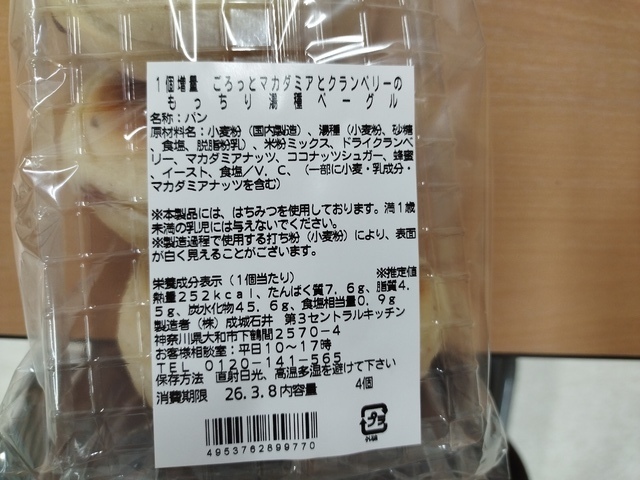 1個増量 ごろっとマカダミアとクランベリーの
もっちり 湯種ベーグル
名称：パン
原材料名：小麦粉（国内製造）、湯種（小麦粉、砂糖
、食塩、脱脂粉乳）、米粉ミックス、ドライクランベ
リー、マカダミアナッツ、ココナッツシュガー、蜂蜜
、イースト、食塩／V．C、（一部に小麦・乳成分・
マカダミアナッツを含む）
※本製品には、はちみつを使用しております。満1歳
未満の乳児には与えないでください。
※製造過程で使用する打ち粉（小麦粉）により、表面
が白く見えることがございます。
栄養成分表示（1個当たり） ※推定値
熱量252kcal、たんぱく質7.6g、脂質4.
5g、炭水化物45.6g、食塩相当量0.9g
製造者（株）成城石井 第3セントラルキッチン
神奈川県大和市下鶴間2570-4
お客様相談室：平日10～17時
TEL 0120-141-565
保存方法 直射日光、高温多湿を避けて下さい
消費期限 26.3.8内容量 4個
プラ
外装
4953762899770